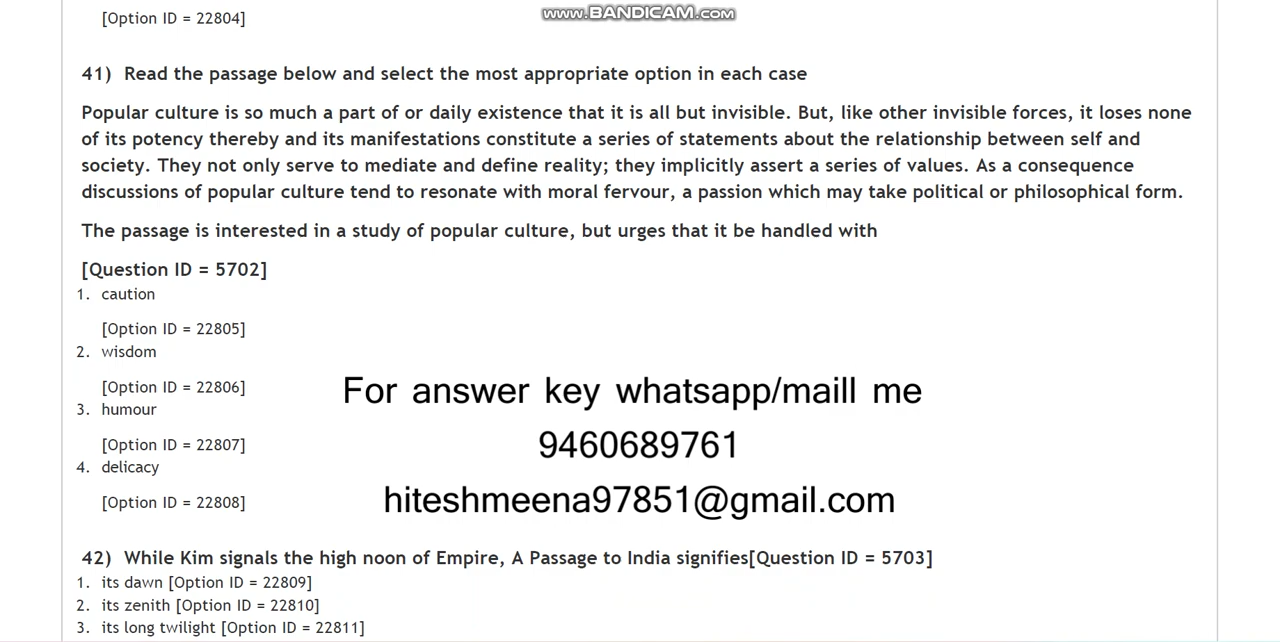 www.BANDICAM.com
[Option ID = 22804]
41) Read the passage below and select the most appropriate option in each case
Popular culture is so much a part of or daily existence that it is all but invisible. But, like other invisible forces, it loses none
of its potency thereby and its manifestations constitute a series of statements about the relationship between self and
society. They not only serve to mediate and define reality; they implicitly assert a series of values. As a consequence
discussions of popular culture tend to resonate with moral fervour, a passion which may take political or philosophical form.
The passage is interested in a study of popular culture, but urges that it be handled with
[Question ID = 5702]
1. caution
[Option ID = 22805]
2. wisdom
[Option ID = 22806]
3. humour
[Option ID = 22807]
4. delicacy
[Option ID = 22808]
For answer key whatsapp/maill me
9460689761
hiteshmeena97851@gmail.com
42) While Kim signals the high noon of Empire, A Passage to India signifies[Question ID = 5703]
1. its dawn [Option ID = 22809]
2. its zenith [Option ID = 22810]
3. its long twilight [Option ID = 22811]